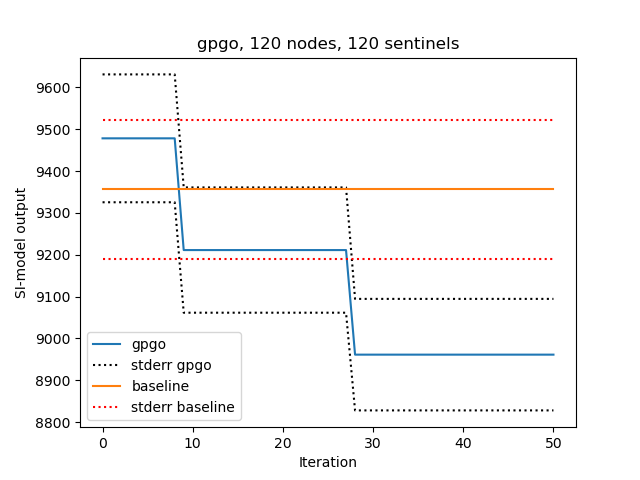 gpgo, 120 nodes, 120 sentinels
SI-model output
9600
9500
9400
9300
9200
9100
9000
8900
8800
gpgo
stderr gpgo
baseline
stderr baseline
0 10 20 30 40 50
Iteration